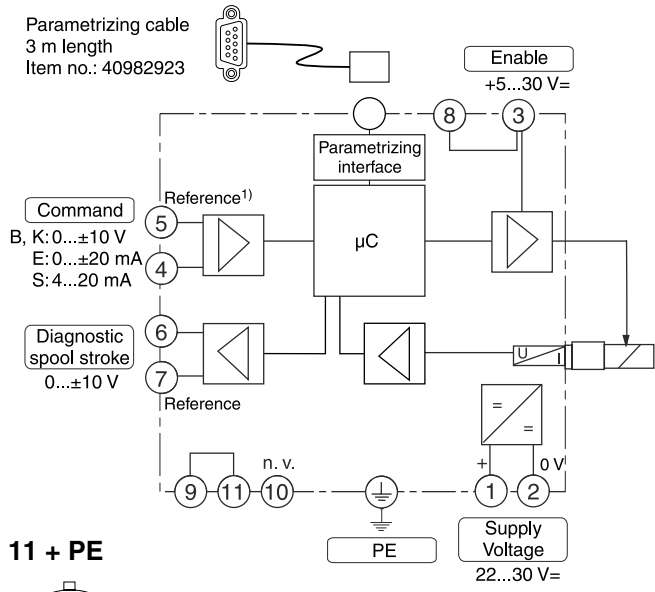 Parametrizing cable
3 m length
Item no.: 40982923
Enable
+5...30 V=
8
3
Parametrizing
interface
Reference1)
Command
B, K: 0...±10 V
E: 0...±20 mA
S: 4...20 mA
5
4
µC
Diagnostic
spool stroke
0...±10 V
6
7
Reference
U
I
=
=
n. v.
+
0 V
9
11
10
1
2
11 + PE
PE
Supply
Voltage
22...30 V=